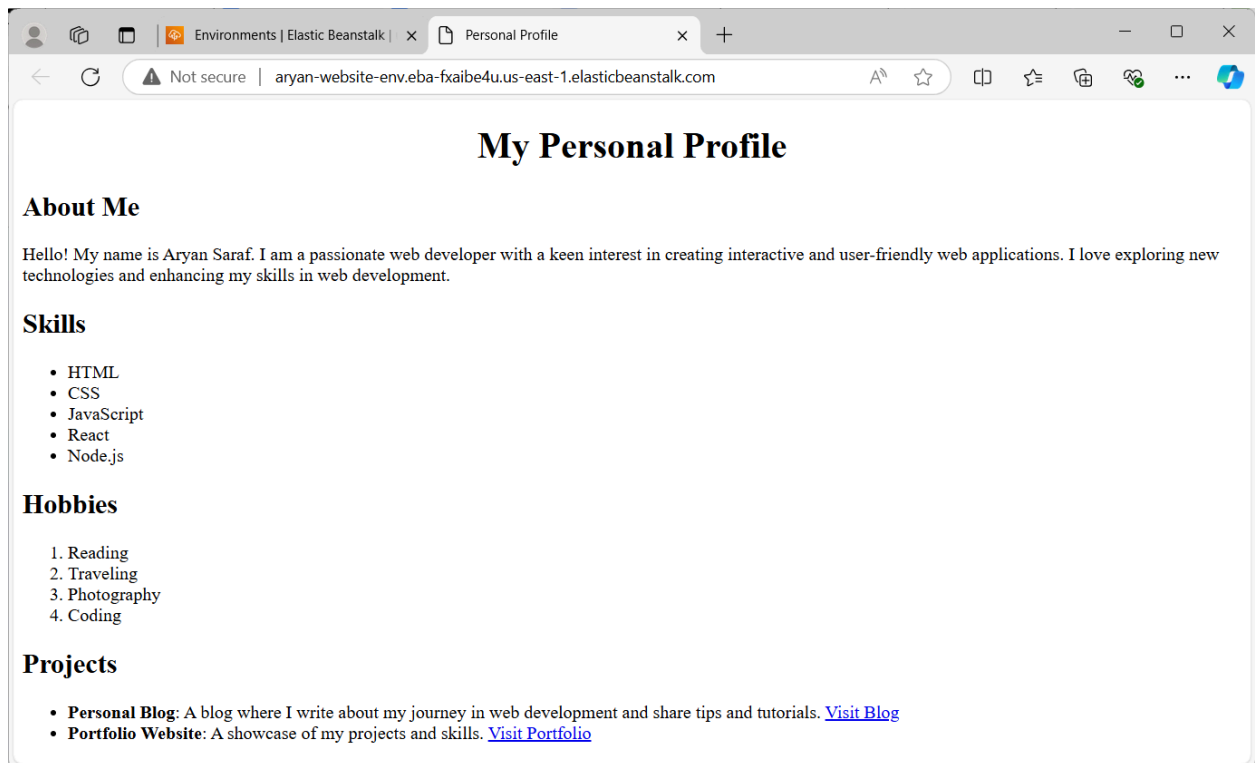 Environments | Elastic Beanstalk |
Personal Profile
Not secure | aryan-website-env.eba-fxaibe4u.us-east-1.elasticbeanstalk.com
My Personal Profile
About Me
Hello! My name is Aryan Saraf. I am a passionate web developer with a keen interest in creating interactive and user-friendly web applications. I love exploring new
technologies and enhancing my skills in web development.
Skills
• HTML
• CSS
• JavaScript
• React
• Node.js
Hobbies
1. Reading
2. Traveling
3. Photography
4. Coding
Projects
• Personal Blog: A blog where I write about my journey in web development and share tips and tutorials. Visit Blog
• Portfolio Website: A showcase of my projects and skills. Visit Portfolio